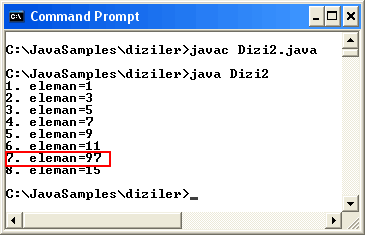 Command Prompt
C:\JavaSamples\diziler>javac Dizi2.java
C:\JavaSamples\diziler>java Dizi2
1. eleman=1
2. eleman=3
3. eleman=5
4. eleman=7
5. eleman=9
6. eleman=11
7. eleman=97
8. eleman=15
C:\JavaSamples\diziler>_